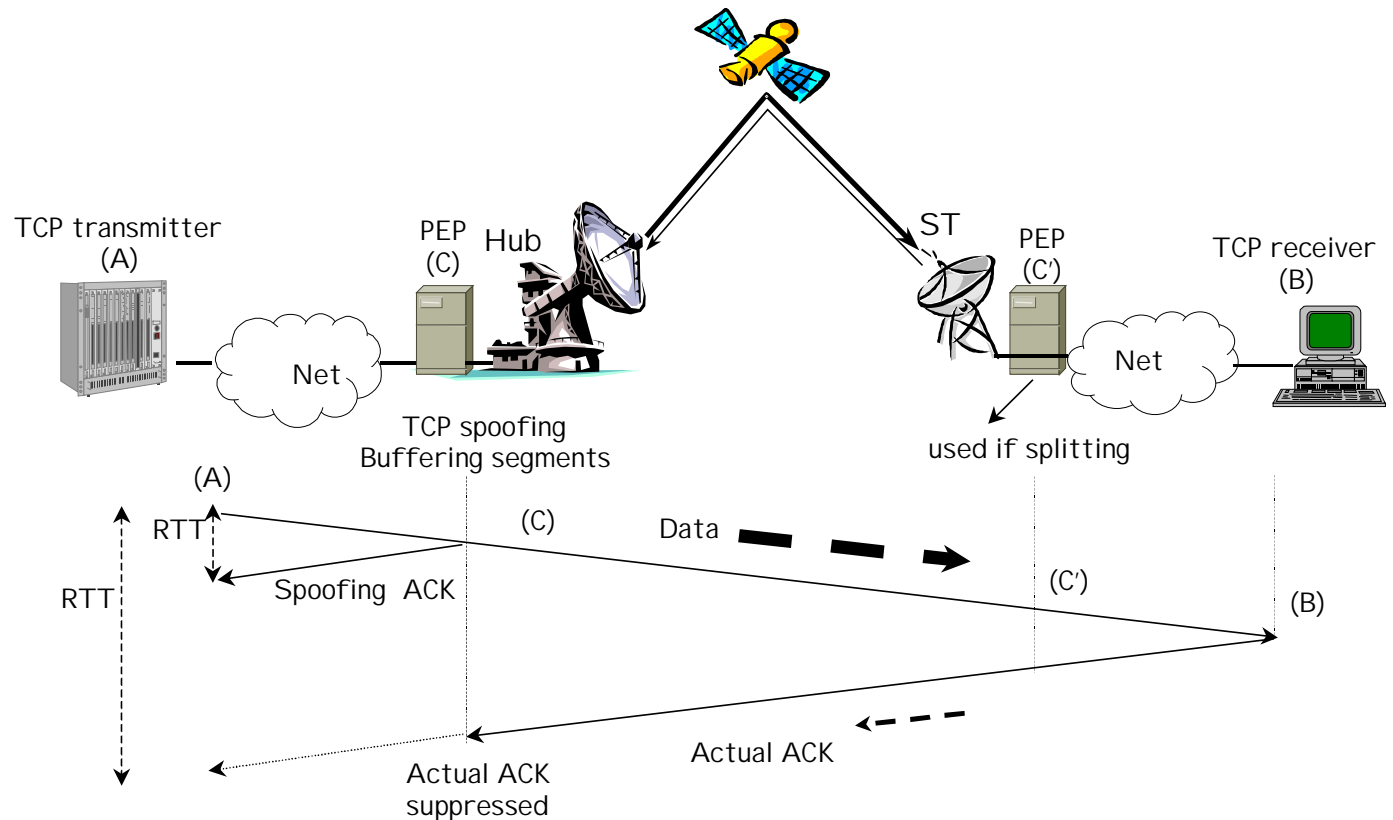 TCP transmitter
(A)
PEP
(C)
Hub
ST
PEP
(C')
TCP receiver
(B)
Net
Net
TCP spoofing
Buffering segments
used if splitting
(A)
RTT
(C)
Data
Spoofing ACK
RTT
(C')
(B)
Actual ACK
Actual ACK
suppressed